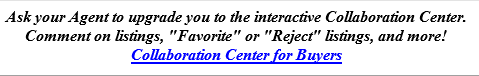 Ask your Agent to upgrade you to the interactive Collaboration Center.
Comment on listings, "Favorite" or "Reject" listings, and more!
Collaboration Center for Buyers